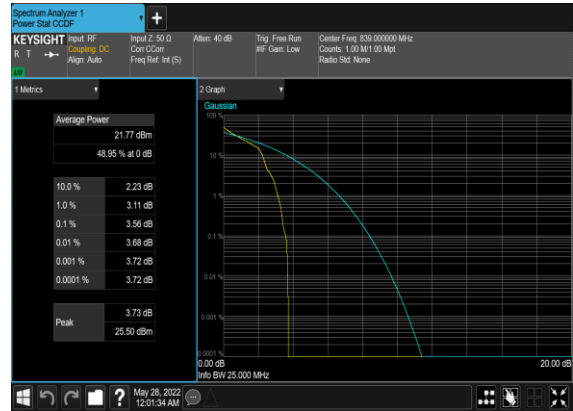 Spectrum Analyzer 1
Power Stat CCDF
KEYSIGHT
R T
LW
Input: RF
Coupling: DC
Align: Auto
Input Z: 50 Ω
Corr CCorr
Freq Ref: Int (S)
Atten: 40 dB
Trig: Free Run
#IF Gain: Low
Center Freq: 839.000000 MHz
Counts: 1.00 M/1.00 Mpt
Radio Std: None
1 Metrics
Average Power
21.77 dBm
48.95 % at 0 dB
10.0 % 2.23 dB
1.0 % 3.11 dB
0.1 % 3.56 dB
0.01 % 3.68 dB
0.001 % 3.72 dB
0.0001 % 3.72 dB
Peak
3.73 dB
25.50 dBm
2 Graph
Gaussian
100 %
10 %
1 %
0.1 %
0.01 %
0.001 %
0.0001 %
0.00 dB
20.00 dB
Info BW 25.000 MHz
?
May 28, 2022
12:01:34 AM